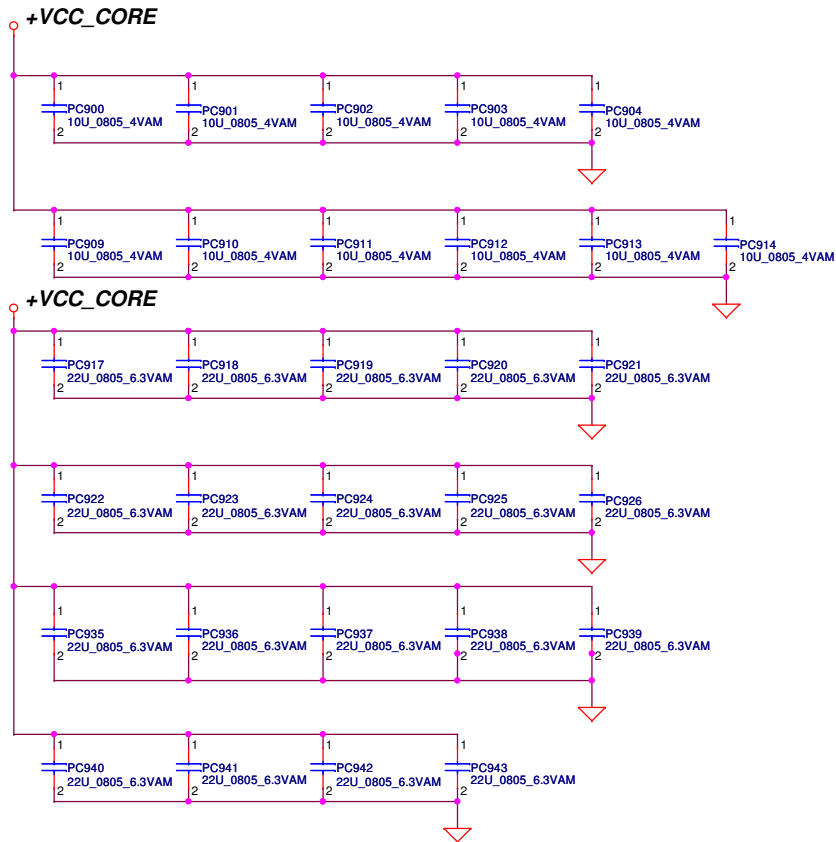 +VCC_CORE
1 1 1 1 1
PC900 PC901 PC902 PC903 PC904
10U_0805_4VAM 10U_0805_4VAM 10U_0805_4VAM 10U_0805_4VAM 10U_0805_4VAM
2 2 2 2 2
1 1 1 1 1 1
PC909 PC910 PC911 PC912 PC913 PC914
10U_0805_4VAM 10U_0805_4VAM 10U_0805_4VAM 10U_0805_4VAM 10U_0805_4VAM 10U_0805_4VAM
2 2 2 2 2 2
+VCC_CORE
1 1 1 1 1
PC917 PC918 PC919 PC920 PC921
22U_0805_6.3VAM 22U_0805_6.3VAM 22U_0805_6.3VAM 22U_0805_6.3VAM 22U_0805_6.3VAM
2 2 2 2 2
1 1 1 1 1
PC922 PC923 PC924 PC925 PC926
22U_0805_6.3VAM 22U_0805_6.3VAM 22U_0805_6.3VAM 22U_0805_6.3VAM 22U_0805_6.3VAM
2 2 2 2 2
1 1 1 1 1
PC935 PC936 PC937 PC938 PC939
22U_0805_6.3VAM 22U_0805_6.3VAM 22U_0805_6.3VAM 22U_0805_6.3VAM 22U_0805_6.3VAM
2 2 2 2 2
1 1 1 1
PC940 PC941 PC942 PC943
22U_0805_6.3VAM 22U_0805_6.3VAM 22U_0805_6.3VAM 22U_0805_6.3VAM
2 2 2 2